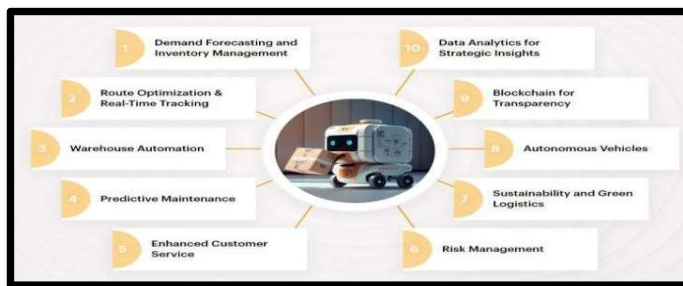 1
Demand Forecasting and
Inventory Management
2
Route Optimization &
Real-Time Tracking
3
Warehouse Automation
4
Predictive Maintenance
5
Enhanced Customer
Service
10
Data Analytics for
Strategic Insights
9
Blockchain for
Transparency
8
Autonomous Vehicles
7
Sustainability and Green
Logistics
6
Risk Management